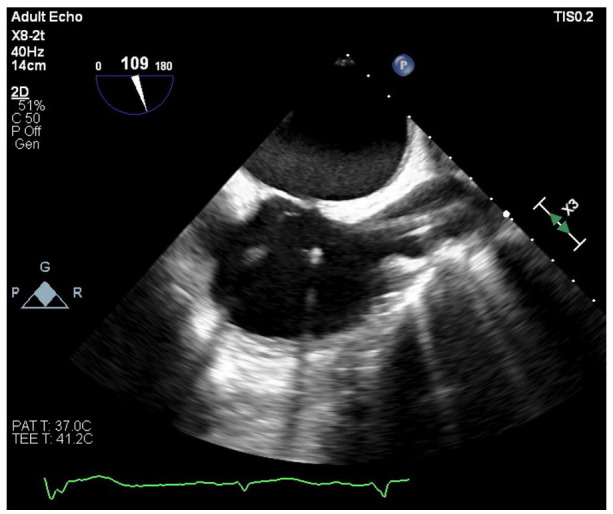 Adult Echo
TIS0.2
X8-2t
40Hz
14cm
0 109 180
P
2D
51%
C 50
P Off
Gen
X3
G
P R
PAT T: 37.0C
TEE T: 41.2C